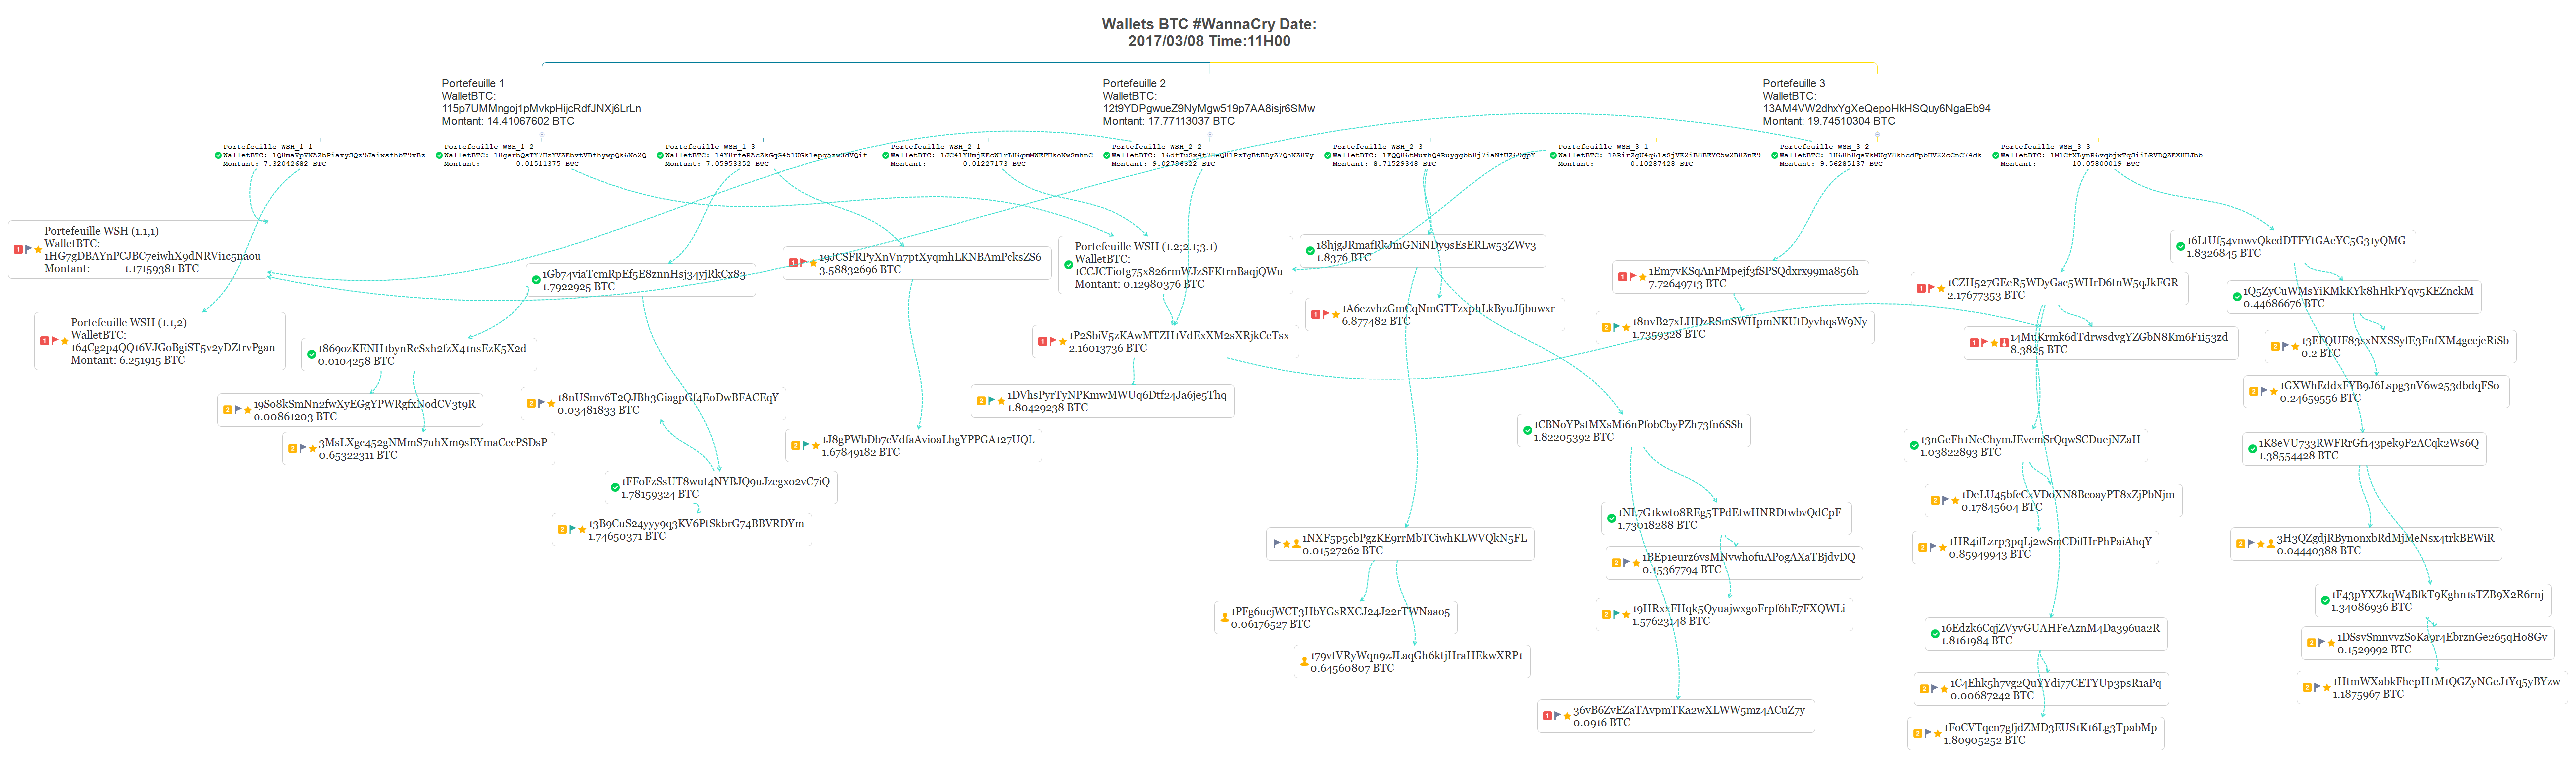 Wallets BTC #WannaCry Date:
2017/03/08 Time:11H00
Portefeuille 1
WalletBTC:
115p7UMMngoj1pMvkpHijcRdfJNXj6LrLn
Montant: 14.41067602 BTC
Portefeuille 2
WalletBTC:
12t9YDPgwueZ9NyMgw519p7AA8isjr6SMw
Montant: 17.77113037 BTC
Portefeuille 3
WalletBTC:
13AM4VW2dhxYgXeQepoHkHSQuy6NgaEb94
Montant: 19.74510304 BTC
Portefeuille WSH_1 1
WalletBTC: 1Q8maVpVNAZbPiavySQz9JaiwsfhbT9vBz
Montant: 7.32042682 BTC
Portefeuille WSH_1 2
WalletBTC: 18gsrbQsTY7HzYVZEbvtVBfhywpQk6No2Q
Montant: 0.01511375 BTC
Portefeuille WSH_1 3
WalletBTC: 14Y8rfeRAcZkGqG451UGk1epg5zw3dVQif
Montant: 7.05953352 BTC
Portefeuille WSH_2 1
WalletBTC: 1JC41YHmjKEcW1rLH6pmMWEFHkoNwSmhnC
Montant: 0.01227173 BTC
Portefeuille WSH_2 2
WalletBTC:
Montant: 9.02796322 BTC
Portefeuille WSH_2 3
WalletBTC:
Montant: 8.71529348 BTC
Portefeuille WSH_3 1
WalletBTC:
Montant: 0.10287428 BTC
Portefeuille WSH_3 2
WalletBTC: 1H68h8qsVkMUgY8khcdFpbHV22cCnC74dk
Montant: 9.55285137 BTC
Portefeuille WSH_3 3
WalletBTC:
Montant: 10.05800019 BTC
Portefeuille WSH (1.1,1)
WalletBTC:
1HG7gDBAYnPCJBC7eiwhX9dNRVi1c5naou
Montant: 1.17159381 BTC
Portefeuille WSH (1.1,2)
WalletBTC:
164Cg2p4QQ16VJGoBgiST5v2yDZtrvPgan
Montant: 6.251915 BTC
1Gb74viaTcmRpEf5E8znnHsj34yjRkCx83
1.7922925 BTC
1869ozKENH1bynRcSxh2fzX41nsEzK5X2d
0.0104258 BTC
19So8kSmNn2fwXyEGgYPWRgfxNodCV3t9R
0.00861203 BTC
3MsLXgc452gNMmS7uhXm9sEYmaCecPSDsP
0.65322311 BTC
18nUSmv6T2QJBh3GiagpGf4EoDwBFACEqY
0.03481833 BTC
1FFoFzSsUT8wut4NYBJQ9uJzegxo2vC7iQ
1.78159324 BTC
13B9CuS24yyy9q3KV6PtSkbrG74BBVRDYm
1.74650371 BTC
19JCSFRPyXnVn7ptXyqmhLKNBAmPcksZS6
3.58832696 BTC
1J8gPWbDb7cVdfaAvioaLhgYPPGA127UQL
1.67849182 BTC
Portefeuille WSH (1.2;2.1;3.1)
WalletBTC:
1CCJCTiotg75x826rmWJzSFKtrnBaqjQWu
Montant: 0.12980376 BTC
1P2SbiV5zKAwMTZH1VdExXM2sXRjkCeTsx
2.16013736 BTC
1DVhsPyrTyNPKmwMWUq6Dtf24Ja6je5Thq
1.80429238 BTC
18hjgJRmafRkJmGNiNDy9sEsERLw53ZWv3
1.8376 BTC
1A6ezvhzGmCqNmGTTzxphLkByuJfjbuwxr
6.877482 BTC
1CBNoYPstMXsMi6nPfobCbyPZh73fn6SSh
1.82205392 BTC
1NL7G1kwto8REg5TPdEtwHNRDtwbvQdCpF
1.73018288 BTC
1BEp1eurz6vsMNvwhofuAPogAXaTBjdvDQ
0.15367794 BTC
19HRxxFHqk5QyuajwxgoFrpf6hE7FXQWLi
1.57623148 BTC
1NXF5p5cbPgzKE9rrMbTCiwhKLWVQkN5FL
0.01527262 BTC
1PFg6ucjWCT3HbYGsRXCJ24J22rTWNaao5
0.06176527 BTC
179vtVRyWqn9zJLaqGh6ktjHraHEkwXRP1
0.64560807 BTC
36vB6ZvEZaTAvpmTKa2wXLWW5mz4ACuZ7y
0.0916 BTC
1Em7vKSqAnFMpejf3fSPSQdxrx99ma856h
7.72649713 BTC
18nvB27xLHDzRSmSWHpmNKUtDyvhqsW9Ny
1.7359328 BTC
1CZH527GEeR5WDyGac5WHrD6tnW5qJkFGR
2.17677353 BTC
14MuKrmk6dTdrwsdvgYZGbN8Km6Fi153zd
8.3825 BTC
13nGeFh1NeChymJEvcmSrQqwSCDuejNZaH
1.03822893 BTC
1DeLU45bfcCxVDoXN8BcoayPT8xZjPbNjm
0.17845604 BTC
1HR4ifLzrp3pqLj2wSmCDifHrPhPaiAhqY
0.85949943 BTC
16Edzk6CqjZVyvGUAHFeAznM4Da396ua2R
1.8161984 BTC
1C4Ehk5h7vg2QuYYdi77CETYUp3psR1aPq
0.00687242 BTC
1FoCVTqcn7gfjdZMD3EUS1K16Lg3TpabMp
1.80905252 BTC
16LtUf54vnwvQkcdDTFYtGAeYC5G31yQMG
1.8326845 BTC
1Q5ZyCuWMsYiKMkKYk8hHkFYqv5KEZnckM
0.44686676 BTC
13EFQUF83sxNXSSyfE3FnfXM4gcejeRiSb
0.2 BTC
1GXWhEddxFYB9J6Lspg3nV6w253dbdqFSo
0.24659556 BTC
1K8eVU733RWFRrGf143pek9F2ACqk2Ws6Q
1.38554428 BTC
3H3QZgdjRBynonxbRdMjMeNsx4trkBEWiR
0.04440388 BTC
1F43pYXZkqW4BfkT9Kghn1sTZB9X2R6rnj
1.34086936 BTC
1DSsvSmnvvzSoKa9r4EbrznGe265qHo8Gv
0.1529992 BTC
1HtmWXabkFhepH1M1QGZyNGeJ1Yq5yBYzw
1.1875967 BTC